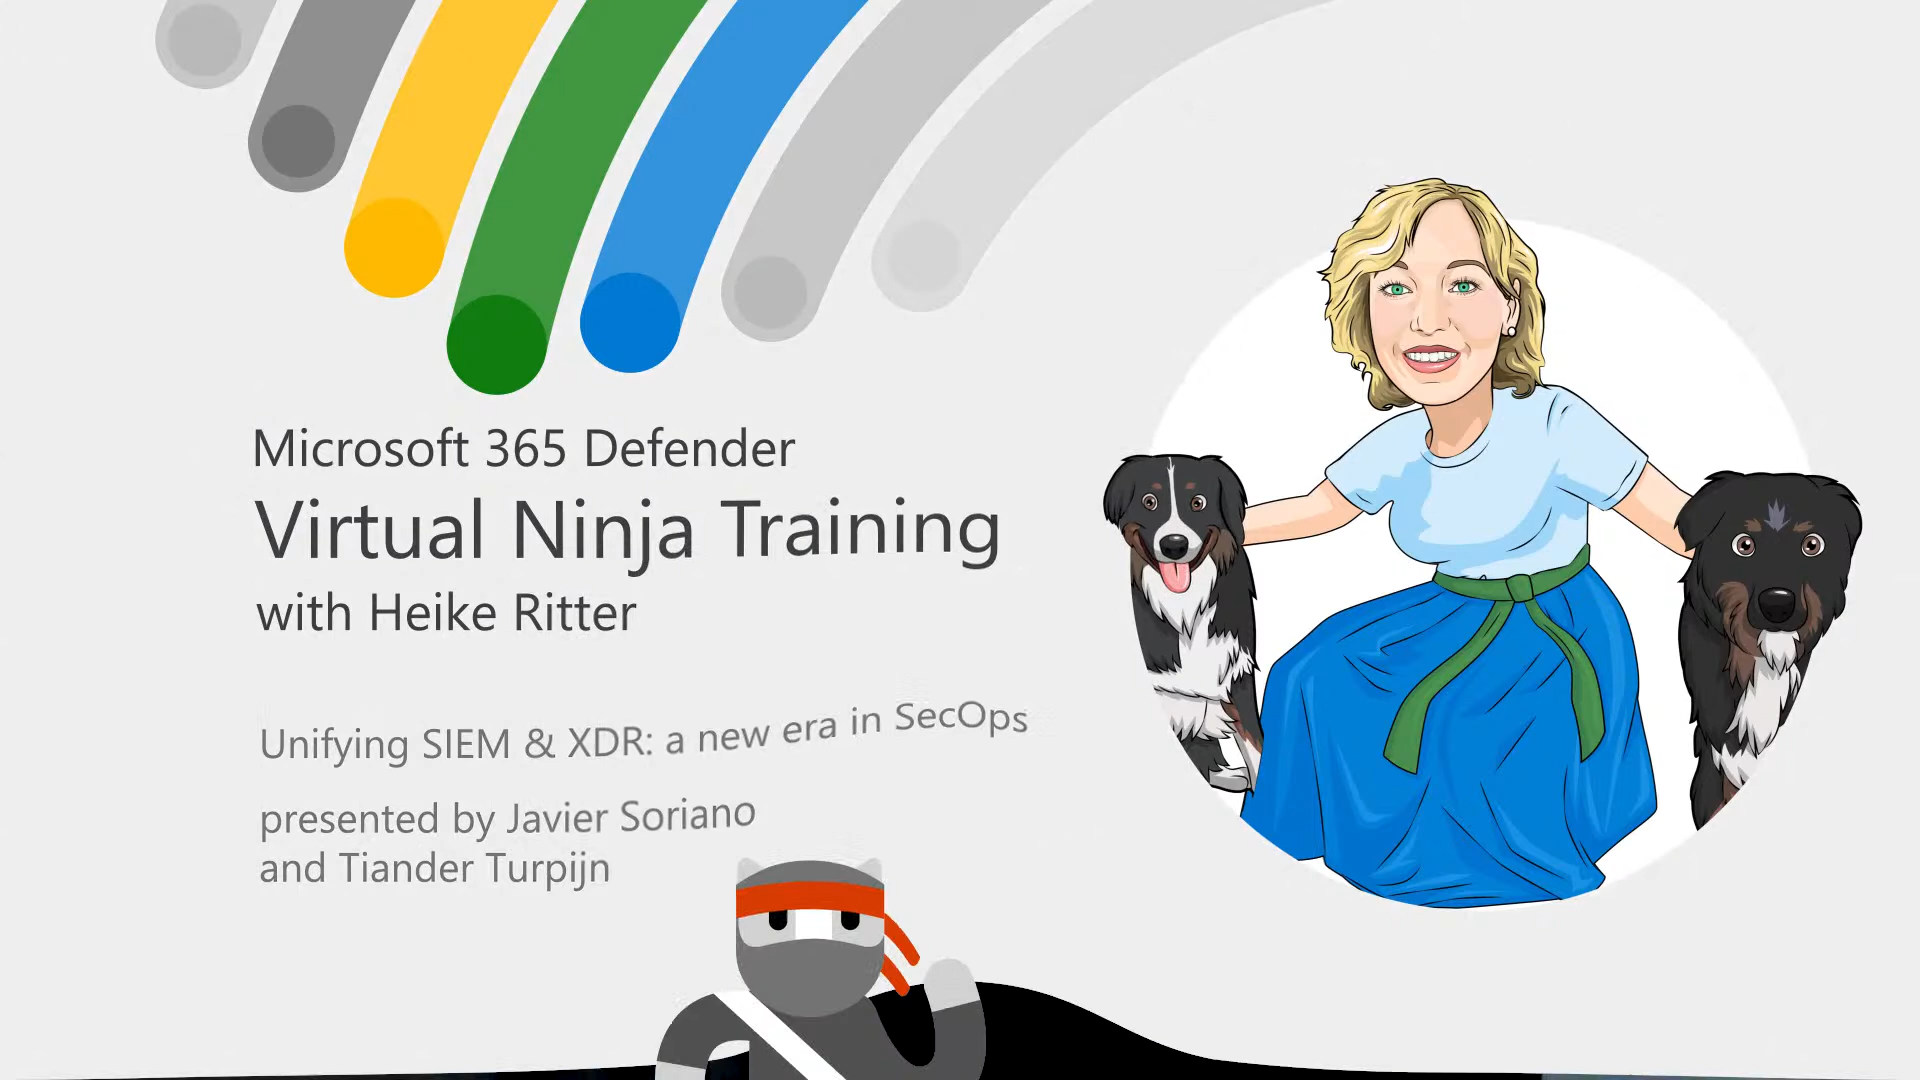 Microsoft 365 Defender
Virtual Ninja Training
with Heike Ritter
Unifying SIEM & XDR: a new era in SecOps
presented by Javier Soriano
and Tiander Turpijn